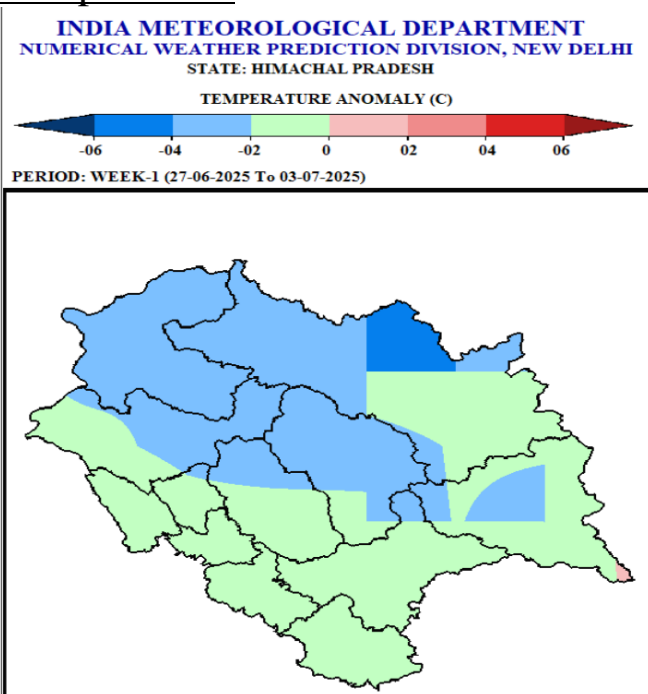 INDIA METEOROLOGICAL DEPARTMENT
NUMERICAL WEATHER PREDICTION DIVISION, NEW DELHI
STATE: HIMACHAL PRADESH
TEMPERATURE ANOMALY (C)
-06 -04 -02 0 02 04 06
PERIOD: WEEK-1 (27-06-2025 To 03-07-2025)